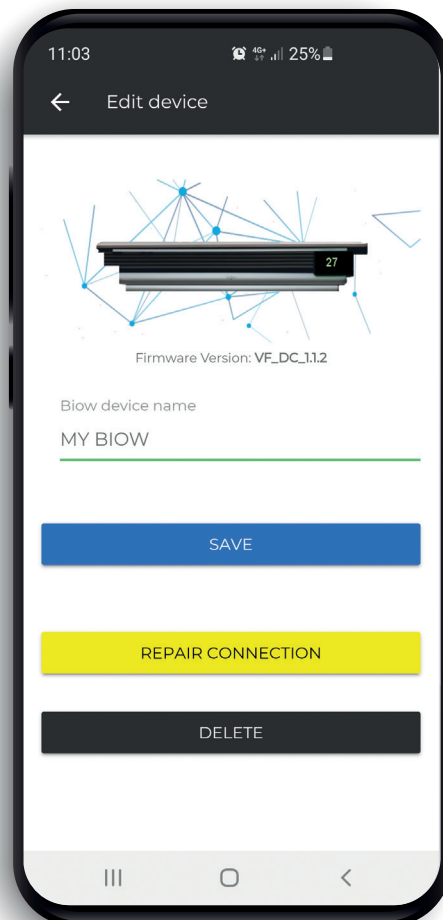 11:03 4G+ 25%
Edit device
27
Firmware Version: VF_DC_1.1.2
Biow device name
MY BIOW
SAVE
REPAIR CONNECTION
DELETE